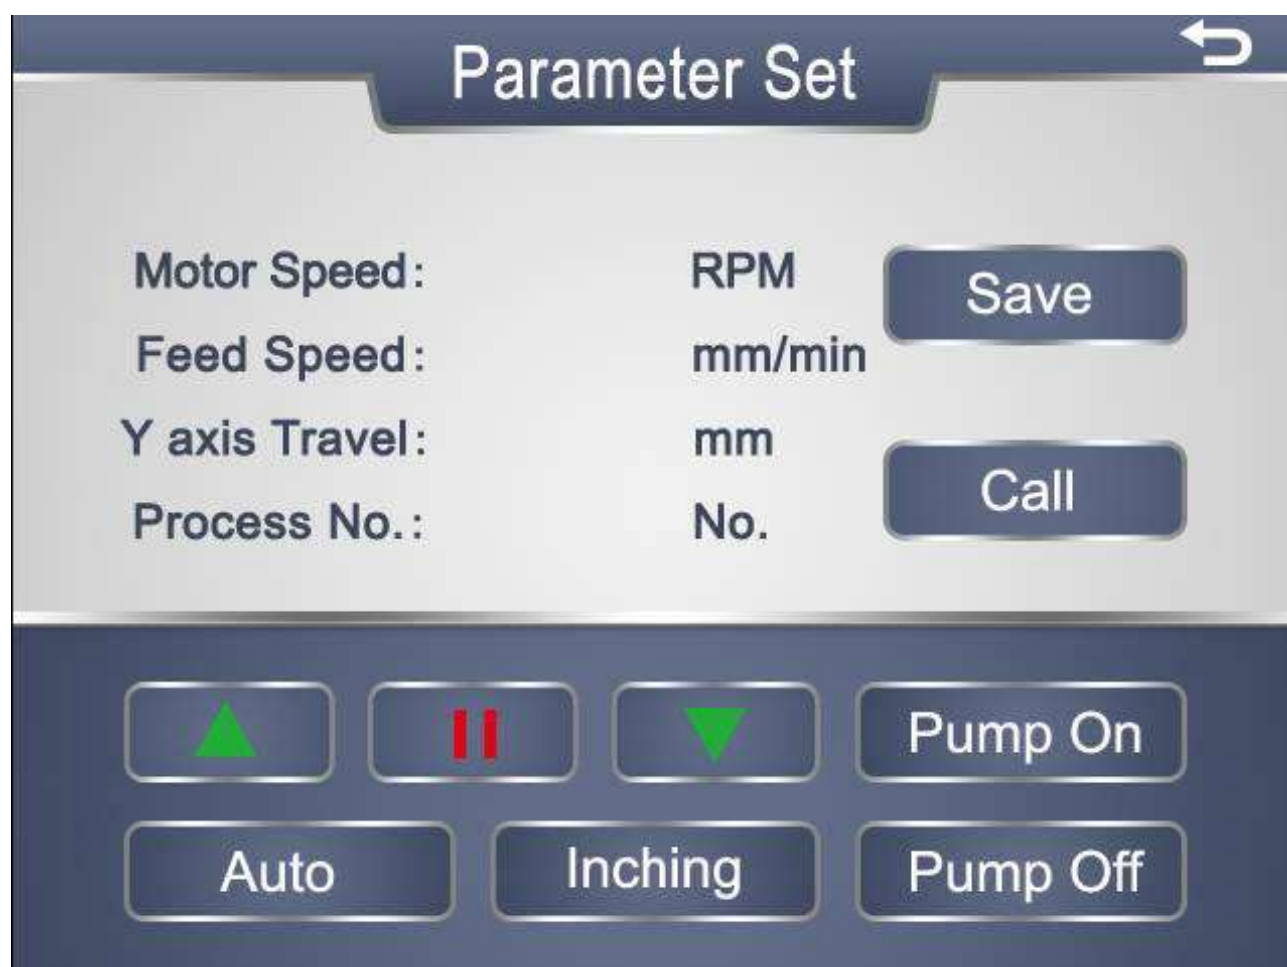 Parameter Set
Motor Speed: RPM
Feed Speed: mm/min
Y axis Travel: mm
Process No.: No.
Save
Call
Pump On
Auto
Inching
Pump Off